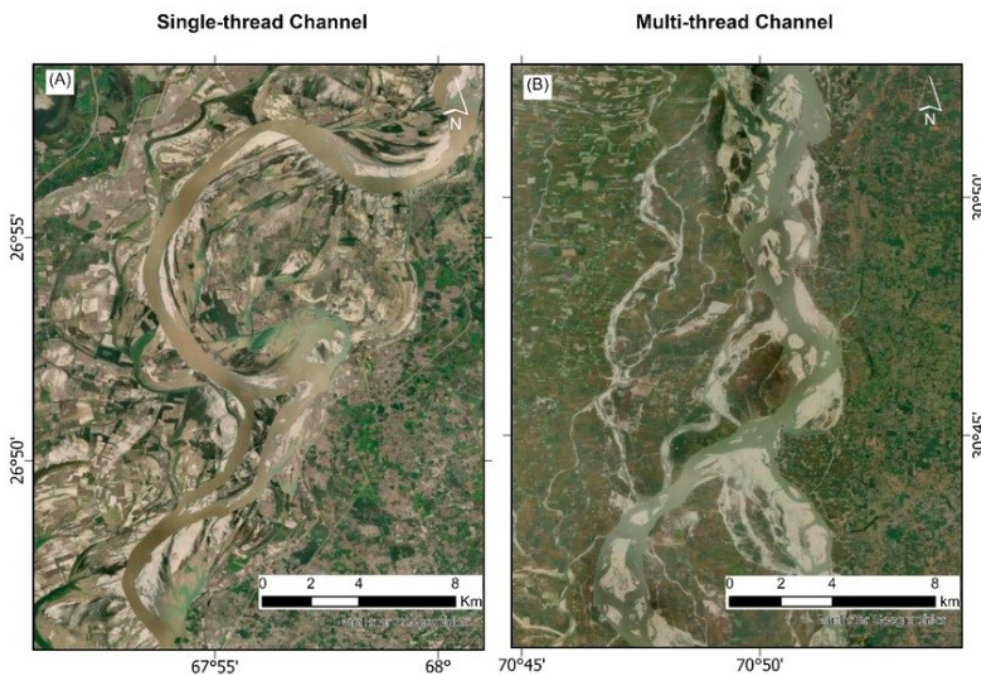 Single-thread Channel
Multi-thread Channel
(A)
N
(B)
N
26°55'
26°50'
30°50'
30°45'
0 2 4 8
Km
0 2 4 8
km
67°55' 68°
70°45' 70°50'